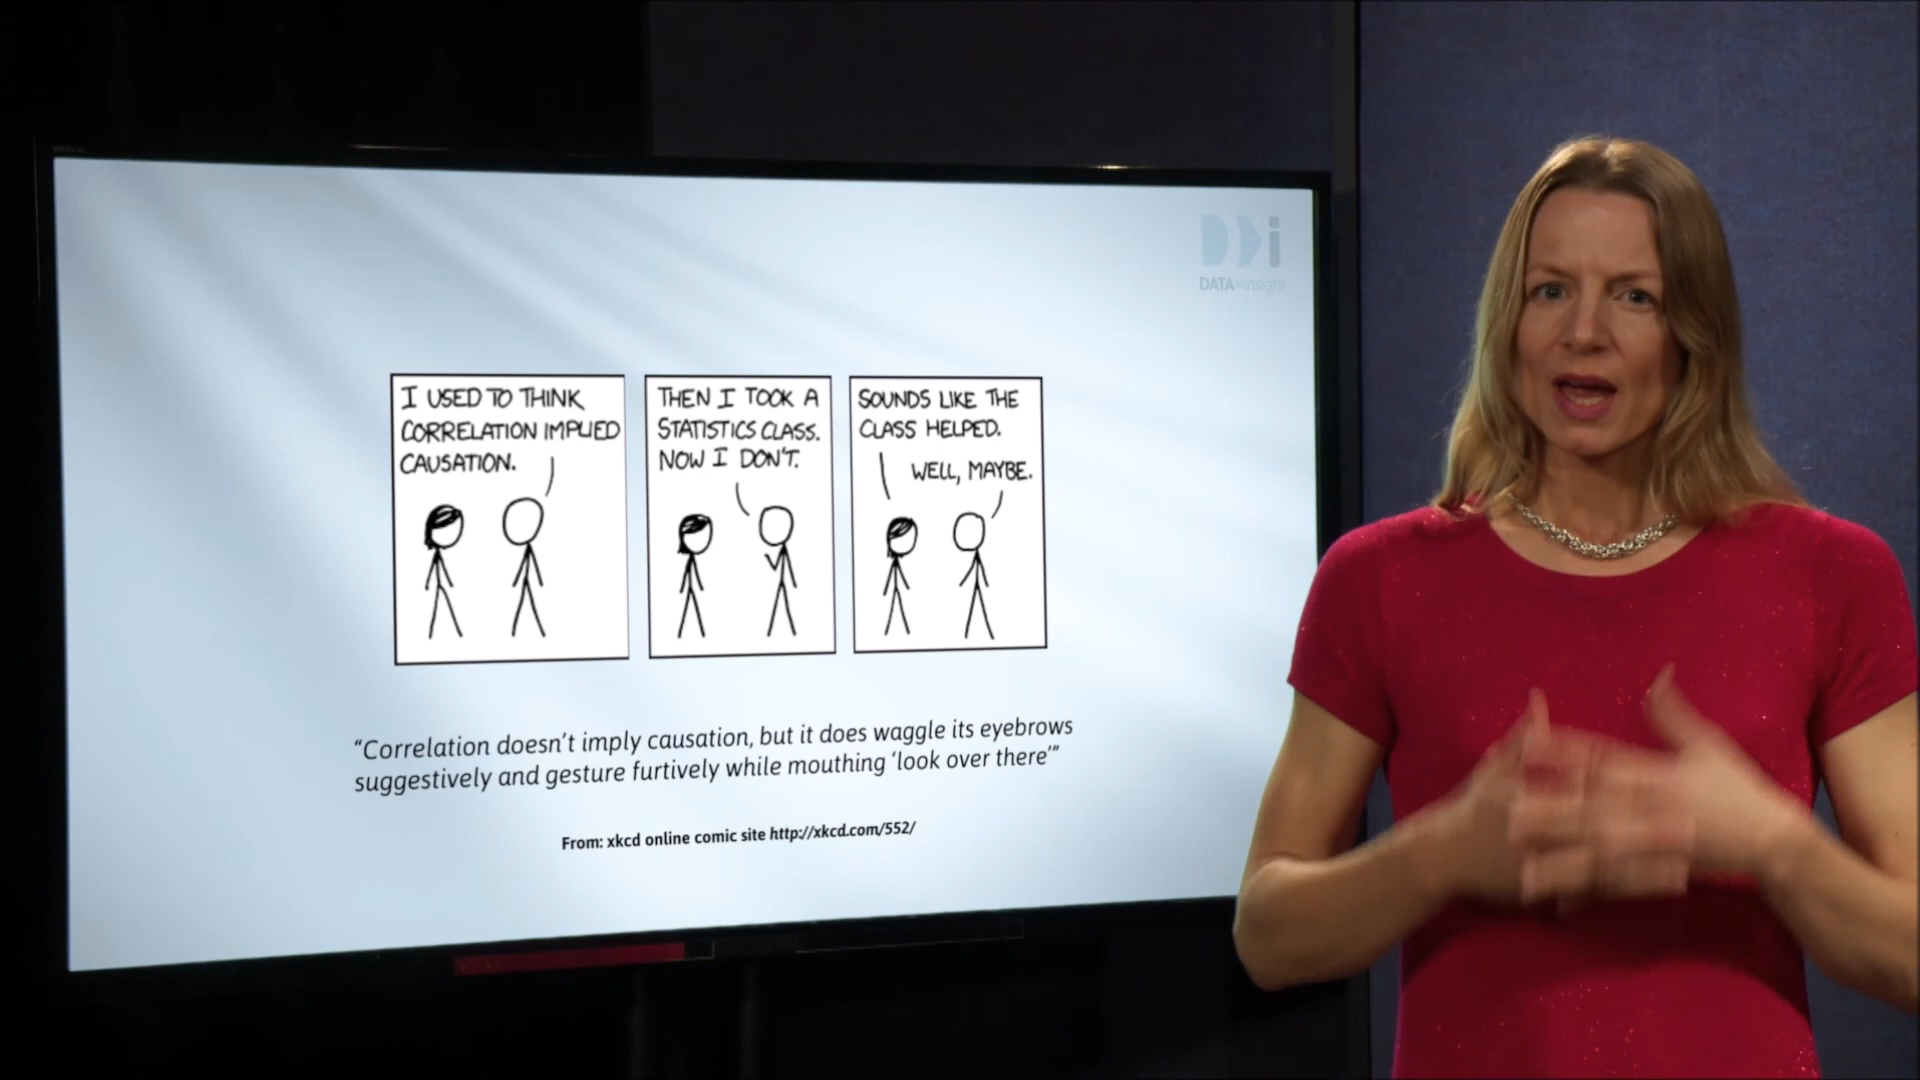 DATA to insight
I USED TO THINK
CORRELATION IMPLIED
CAUSATION.
THEN I TOOK A
STATISTICS CLASS.
NOW I DON'T.
SOUNDS LIKE THE
CLASS HELPED.
WELL, MAYBE.
“Correlation doesn’t imply causation, but it does waggle its eyebrows
suggestively and gesture furtively while mouthing ‘look over there’”
From: xkcd online comic site http://xkcd.com/552/